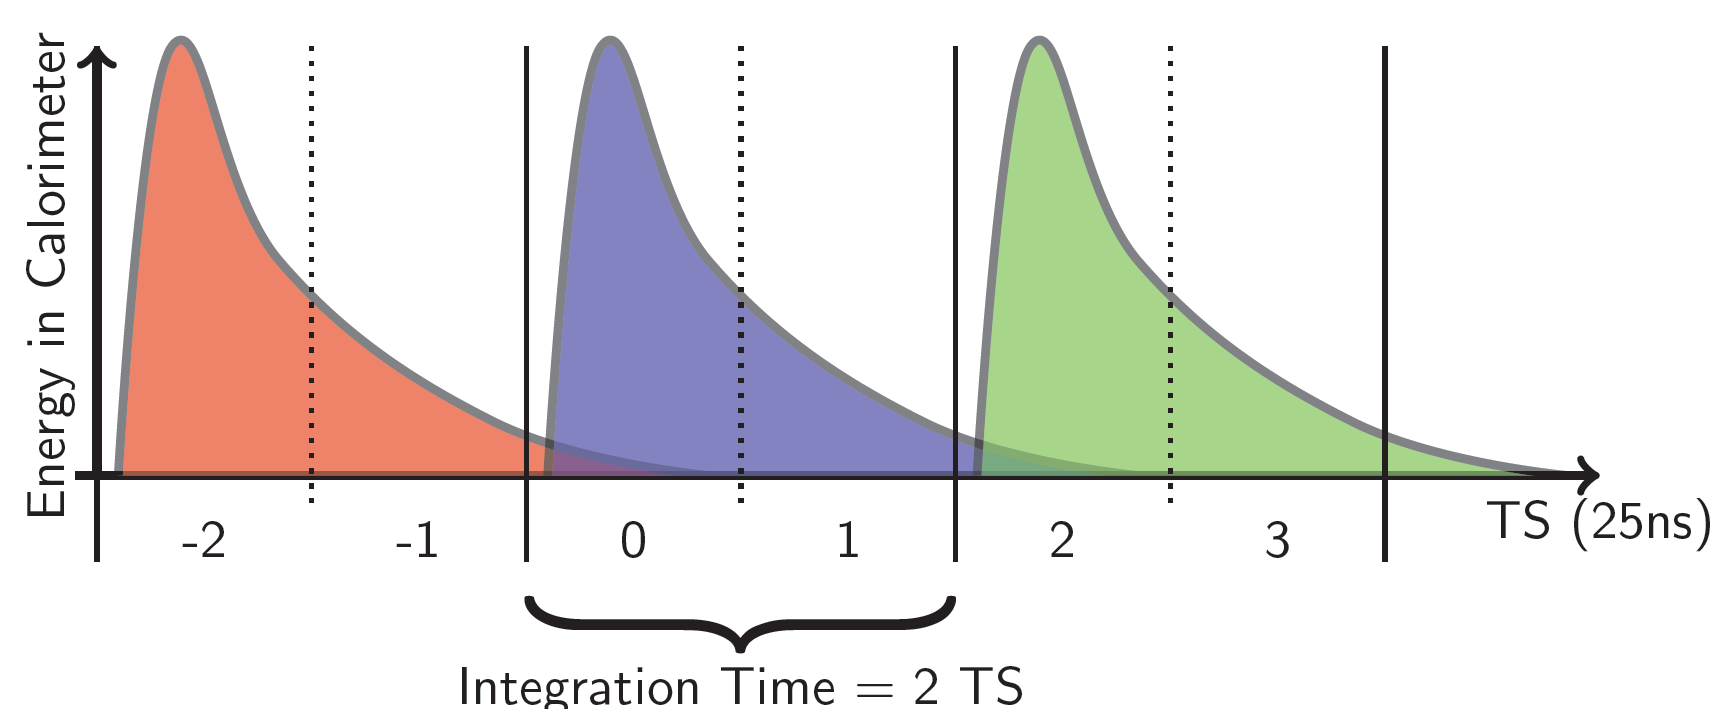 Energy in Calorimeter
TS (25ns)
-2 -1 0 1 2 3
Integration Time = 2 TS